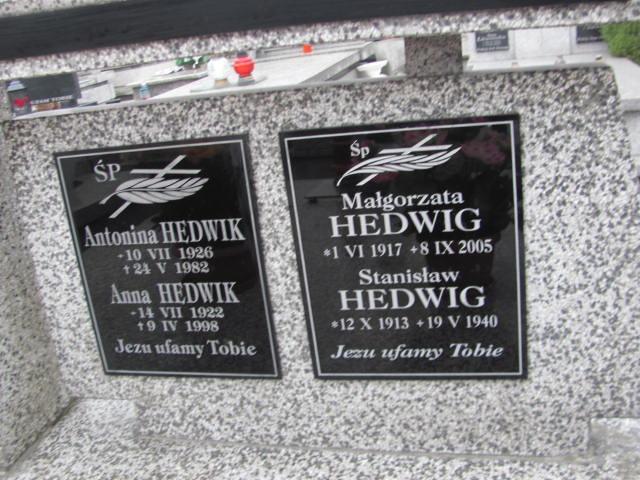 ŚP
Antonina HEDWIK
*10 VII 1926
† 24 V 1982
Anna HEDWIK
*14 VII 1922
† 9 IV 1998
Jezu ufamy Tobie
Śp
Małgorzata
HEDWIG
*1 VI 1917 +8 IX 2005
Stanisław
HEDWIG
*12 X 1913 +19 V 1940
Jezu ufamy Tobie